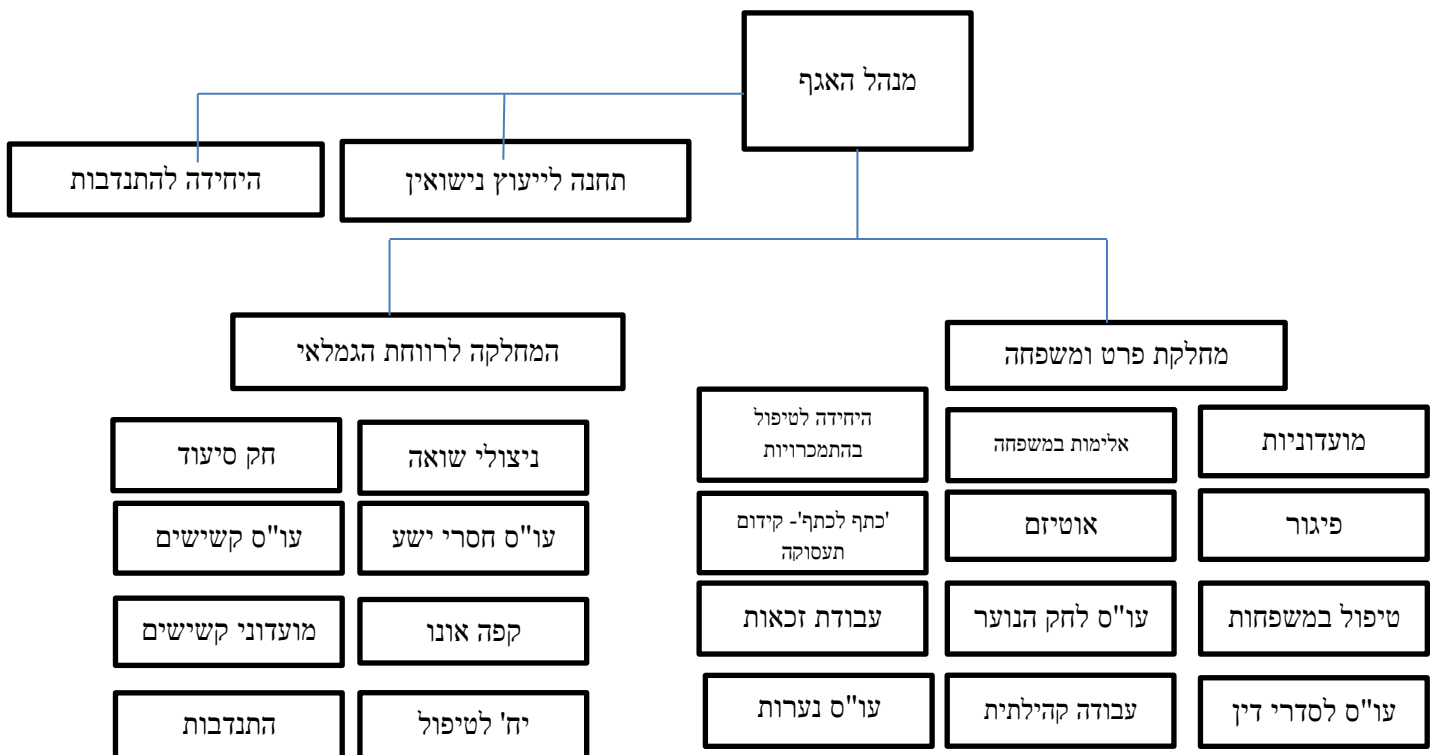 מנהל האגף
תחנה לייעוץ נישואין
היחידה להתנדבות
מחלקת פרט ומשפחה
המחלקה לרווחת הגמלאי
מועדוניות
אלימות במשפחה
היחידה לטיפול
בהתמכרויות
פיגור
אוטיזם
'כתף לכתף'- קידום
תעסוקה
טיפול במשפחות
עו"ס לחק הנוער
עבודת זכאות
עו"ס לסדרי דין
עבודה קהילתית
עו"ס נערות
ניצולי שואה
חק סיעוד
עו"ס חסרי ישע
עו"ס קשישים
קפה אונו
מועדוני קשישים
יח' לטיפול
התנדבות